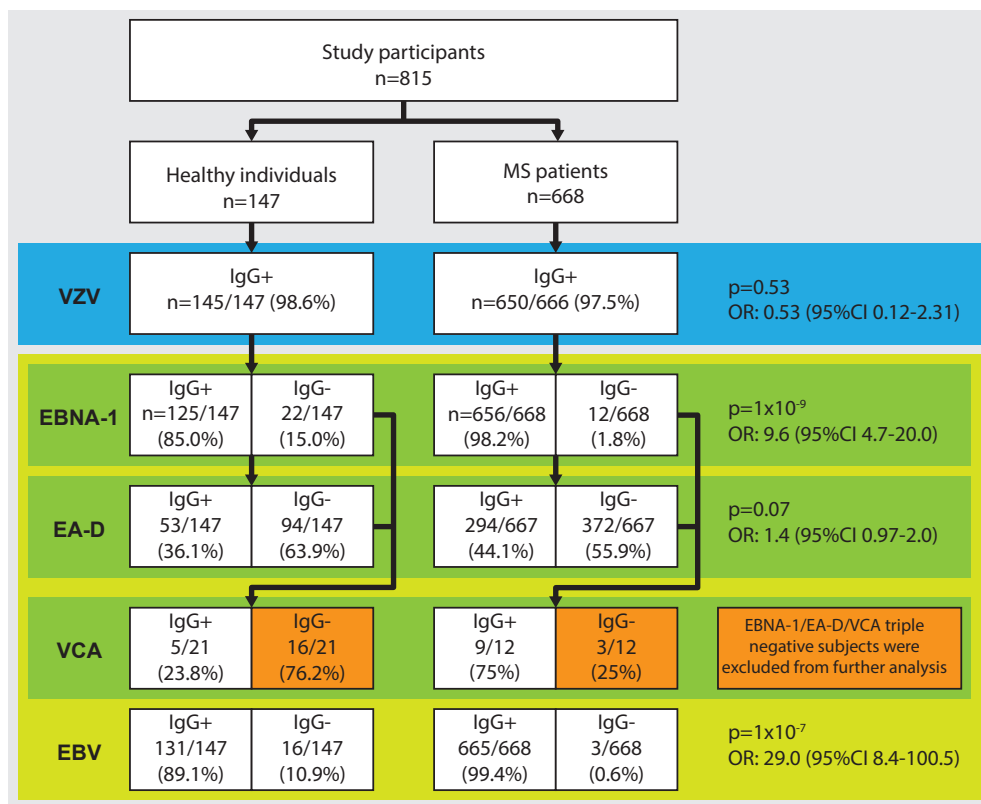 Study participants
n=815
Healthy individuals
n=147
MS patients
n=668
VZV
IgG+
n=145/147 (98.6%)
IgG+
n=650/666 (97.5%)
p=0.53
OR: 0.53 (95%CI 0.12-2.31)
EBNA-1
IgG+
n=125/147
(85.0%)
IgG-
22/147
(15.0%)
IgG+
n=656/668
(98.2%)
IgG-
12/668
(1.8%)
p=1x10⁻⁹
OR: 9.6 (95%CI 4.7-20.0)
EA-D
IgG+
53/147
(36.1%)
IgG-
94/147
(63.9%)
IgG+
294/667
(44.1%)
IgG-
372/667
(55.9%)
p=0.07
OR: 1.4 (95%CI 0.97-2.0)
VCA
IgG+
5/21
(23.8%)
IgG-
16/21
(76.2%)
IgG+
9/12
(75%)
IgG-
3/12
(25%)
EBNA-1/EA-D/VCA triple
negative subjects were
excluded from further analysis
EBV
IgG+
131/147
(89.1%)
IgG-
16/147
(10.9%)
IgG+
665/668
(99.4%)
IgG-
3/668
(0.6%)
p=1x10⁻⁷
OR: 29.0 (95%CI 8.4-100.5)